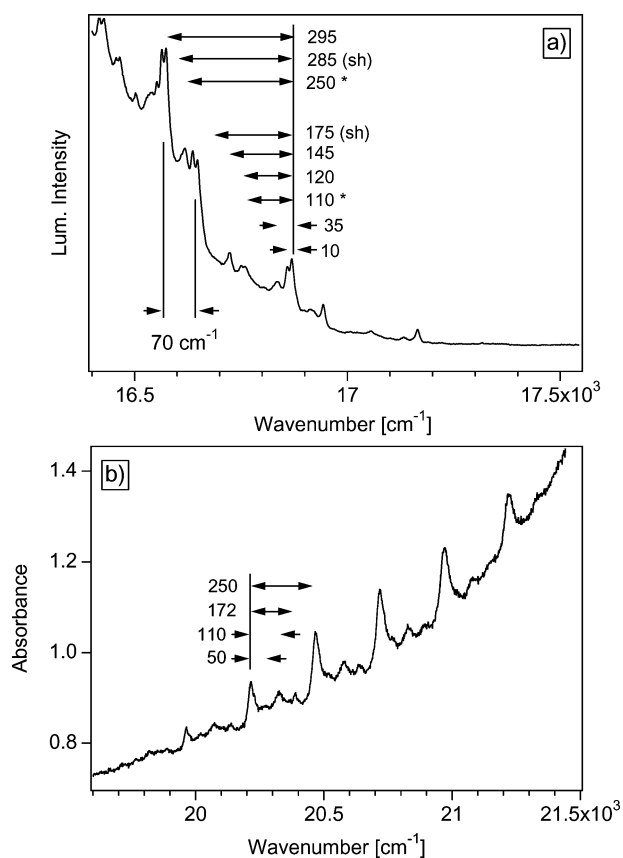 a)
295
285 (sh)
250 *
175 (sh)
145
120
110 *
35
10
70 cm⁻¹
Lum. Intensity
16.5 17 17.5x10³
Wavenumber [cm⁻¹]
b)
1.4
1.2
1.0
0.8
250
172
110
50
Absorbance
20 20.5 21 21.5x10³
Wavenumber [cm⁻¹]